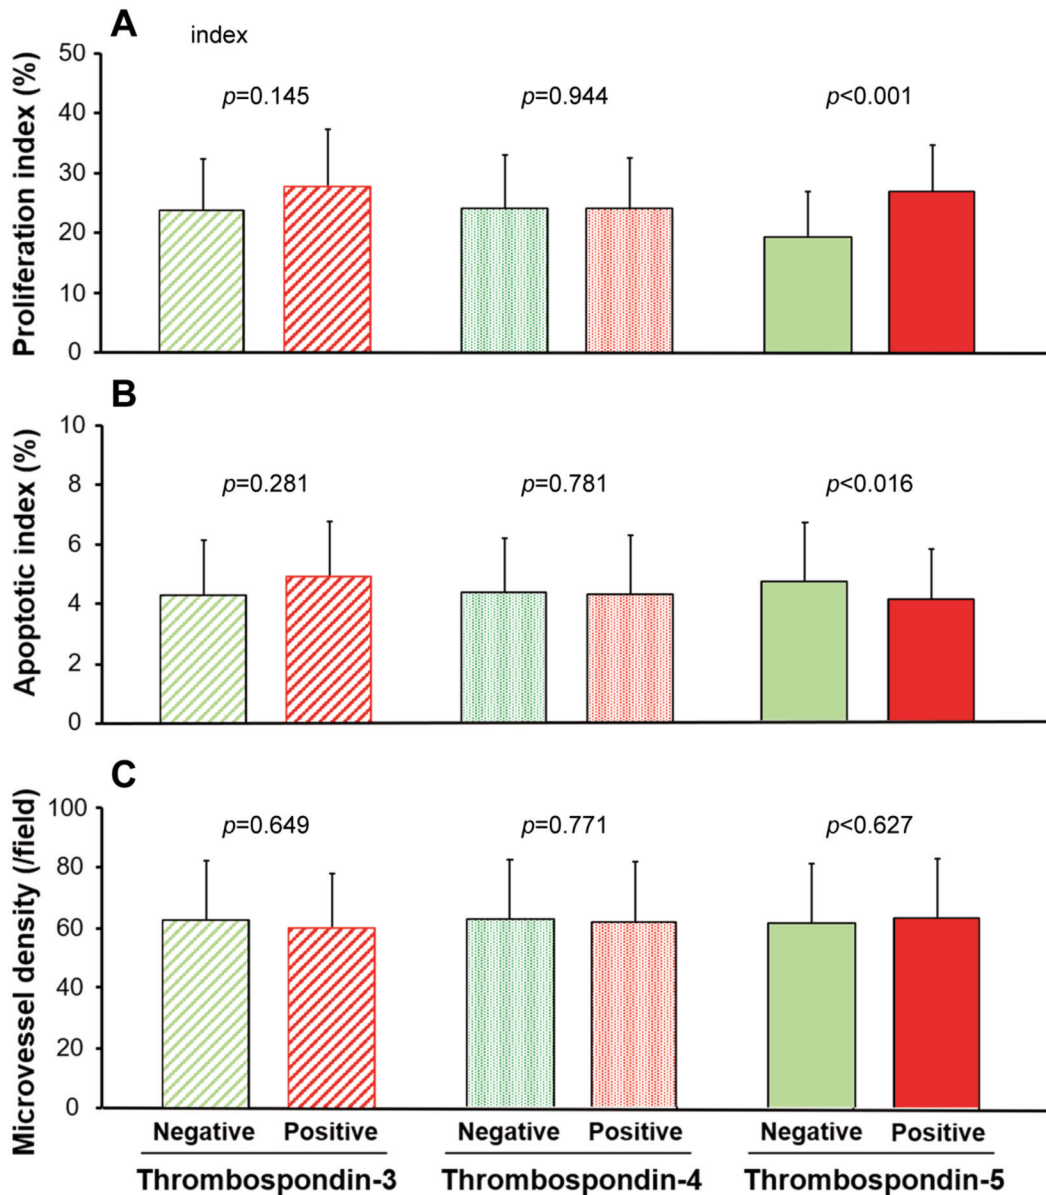 A
index
Proliferation index (%)
50
40
30
20
10
0
p=0.145
p=0.944
p<0.001
B
Apoptotic index (%)
10
8
6
4
2
0
p=0.281
p=0.781
p<0.016
C
Microvessel density (/field)
100
80
60
40
20
0
p=0.649
p=0.771
p<0.627
Negative Positive Negative Positive Negative Positive
Thrombospondin-3 Thrombospondin-4 Thrombospondin-5